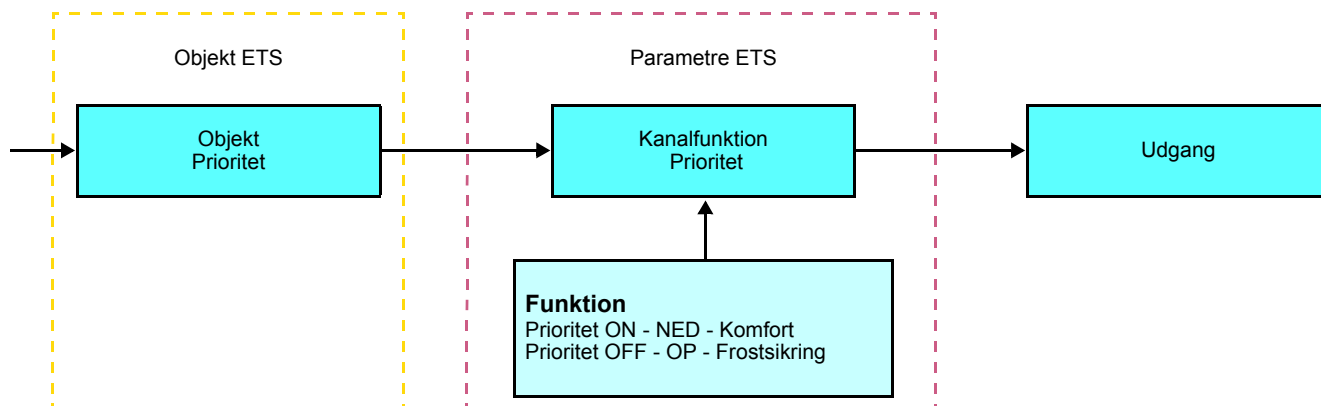 Objekt ETS
Parametre ETS
Objekt
Prioritet
Kanalfunktion
Prioritet
Udgang
Funktion
Prioritet ON - NED - Komfort
Prioritet OFF - OP - Frostsikring